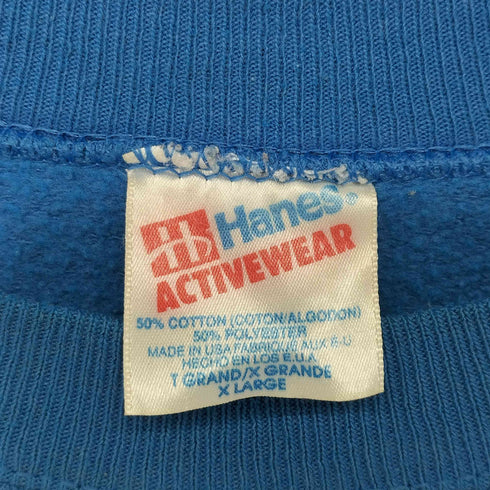 Hanes®
ACTIVEWEAR
50% COTTON (COTON/ALGODON)
50% POLYESTER
MADE IN USA FABRIQUE AUX E-U
HECHO EN LOS E.U.A.
T GRAND/X GRANDE
X LARGE